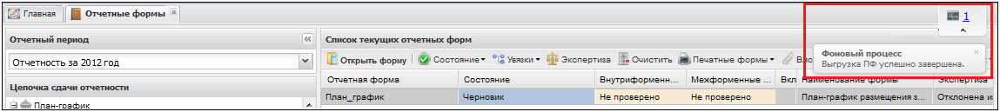 Главная Отчетные формы 1
Отчетный период Список текущих отчетных форм
Фоновый процесс
Выгрузка ПФ успешно завершена.
Отчетность за 2012 год Открыть форму Состояние Увязки Экспертиза Очистить Печатные формы
Цепочка сдачи отчетности Отчетная форма Состояние Внутриформенн... Межформенные ... Вкл Наименование формы Экспертиза
План-график План_график Черновик Не проверено Не проверено План-график размещения з... Отклонена